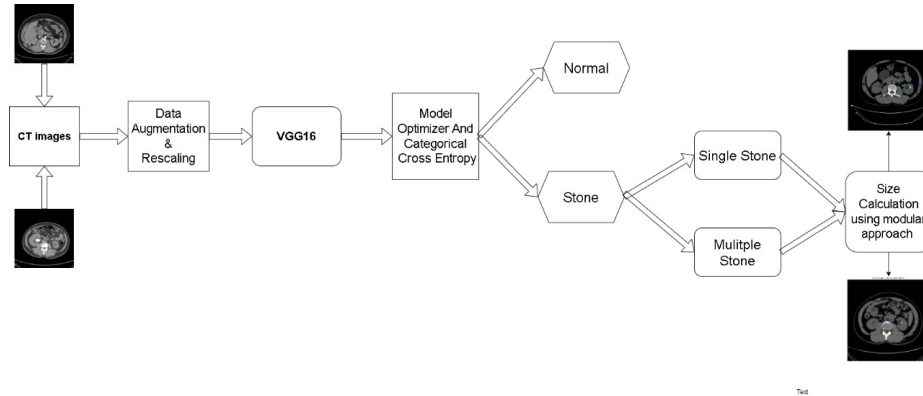 CT images
Data
Augmentation
&
Rescaling
VGG16
Model
Optimizer And
Categorical
Cross Entropy
Normal
Stone
Single Stone
Mulitple
Stone
Size
Calculation
using modular
approach
Text